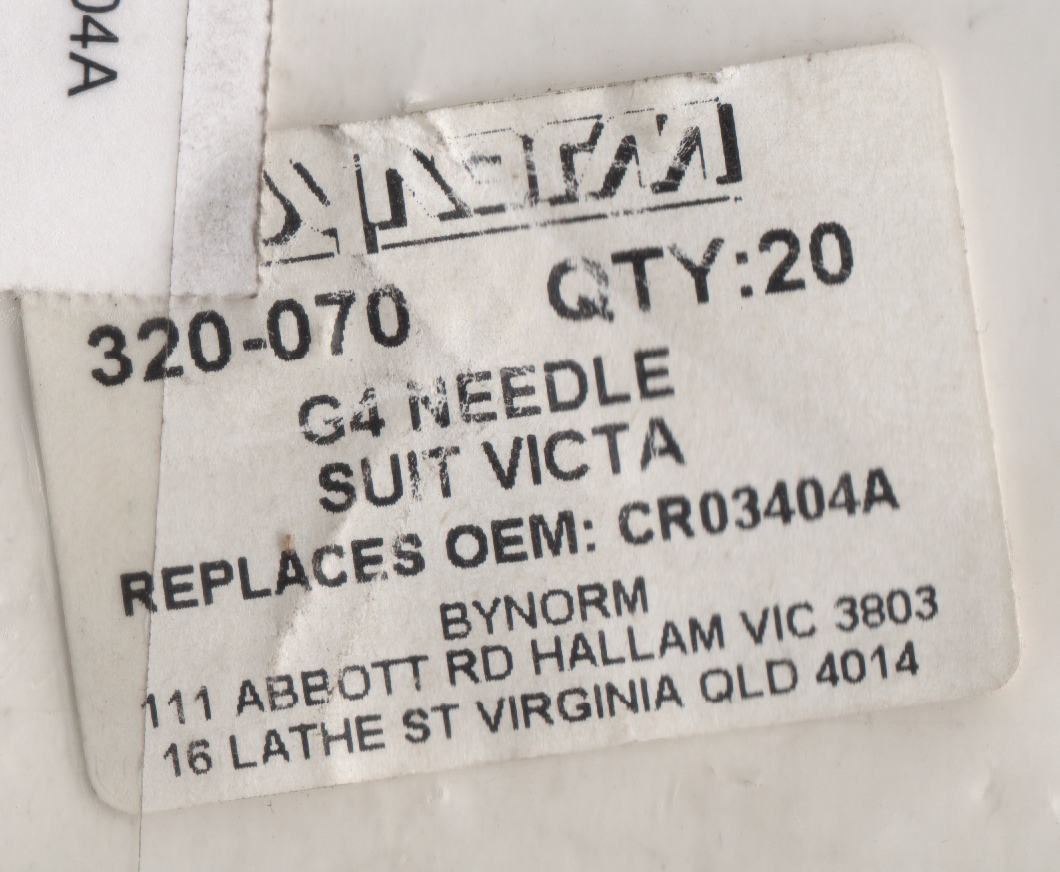 04A
320-070 QTY:20
G4 NEEDLE
SUIT VICTA
REPLACES OEM: CR03404A
BYNORM
111 ABBOTT RD HALLAM VIC 3803
16 LATHE ST VIRGINIA QLD 4014